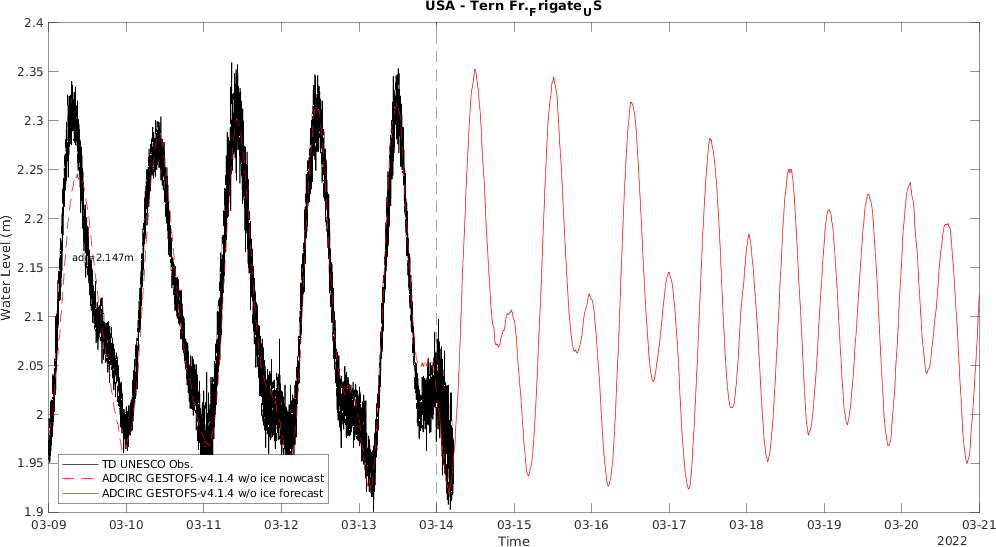 USA - Tern Fr.FrigateUS
2.4
2.35
2.3
2.25
2.2
2.15
2.1
2.05
2
1.95
1.9
Water Level (m)
2.147m
TD UNESCO Obs.
ADCIRC GESTOFS-v4.1.4 w/o ice nowcast
ADCIRC GESTOFS-v4.1.4 w/o ice forecast
03-09 03-10 03-11 03-12 03-13 03-14 03-15 03-16 03-17 03-18 03-19 03-20 03-21
Time
2022